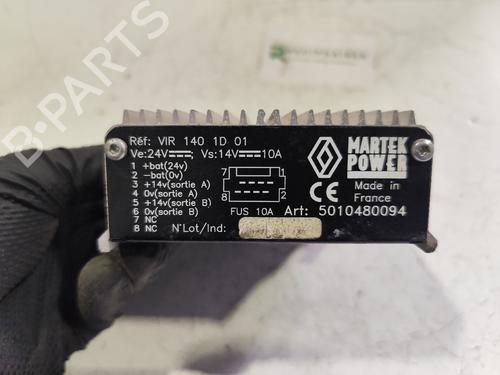 Réf: VIR 140 1D 01
Ve:24V Vs:14V 10A
1 +bat(24v)
2 -bat(0v)
3 +14v(sortie A)
4 0v(sortie A)
5 +14v(sortie B)
6 0v(sortie B)
7 NC
8 NC
7
8 2
FUS 10A
N°Lot/Ind:
MARTEK
POWER
CE
Made in
France
Art: 5010480094
B-PARTS